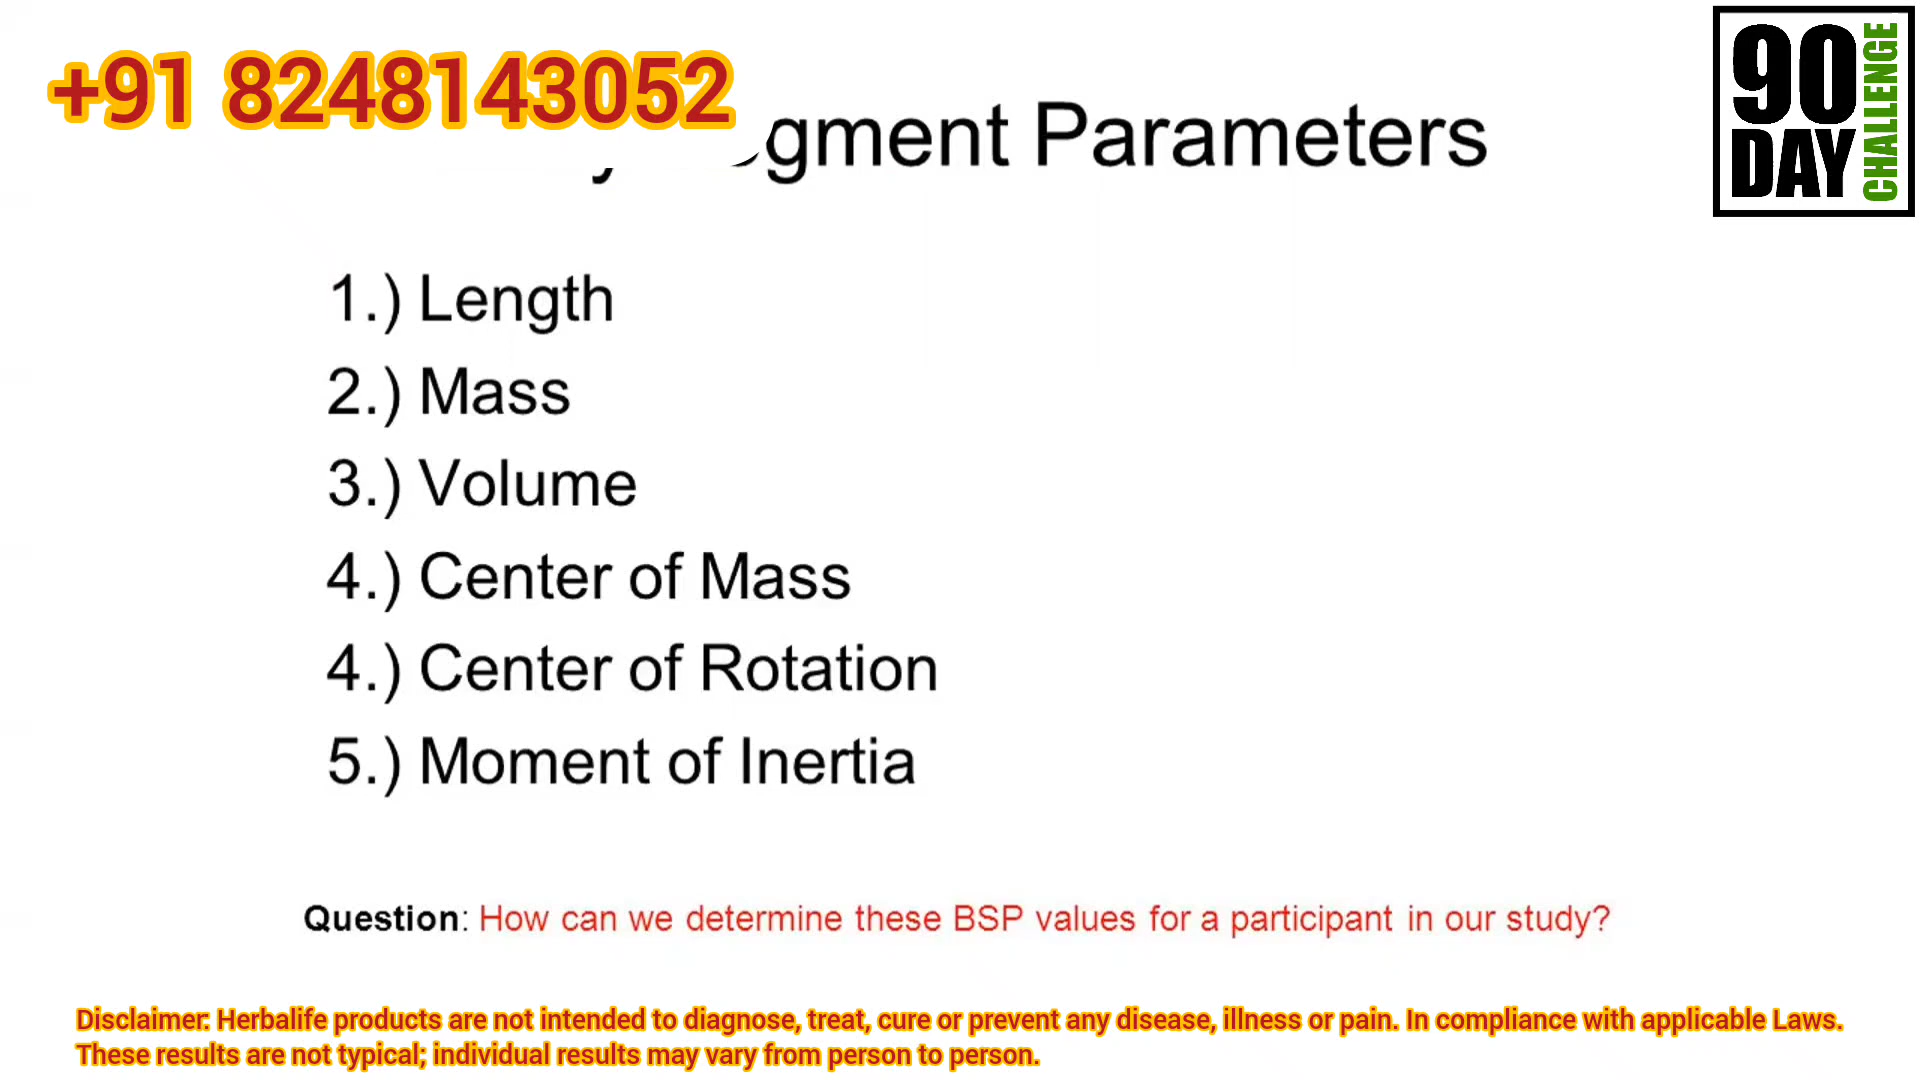 +91 8248143052
Parameters
1.) Length
2.) Mass
3.) Volume
4.) Center of Mass
4.) Center of Rotation
5.) Moment of Inertia
Question: How can we determine these BSP values for a participant in our study?
Disclaimer: Herbalife products are not intended to diagnose, treat, cure or prevent any disease, illness or pain. In compliance with applicable Laws.
These results are not typical; individual results may vary from person to person.
90
DAY
CHALLENGE